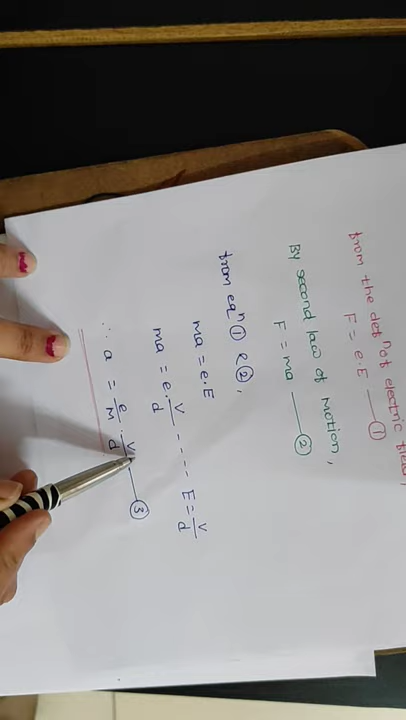 from the defⁿ of electric field,
F = e.E —— ①
By second law of motion,
F = ma —— ②
from eqⁿ ① & ②,
ma = e.E
ma = e.V/d ----- E = V/d
∴ a = e/M . V/d —— ③